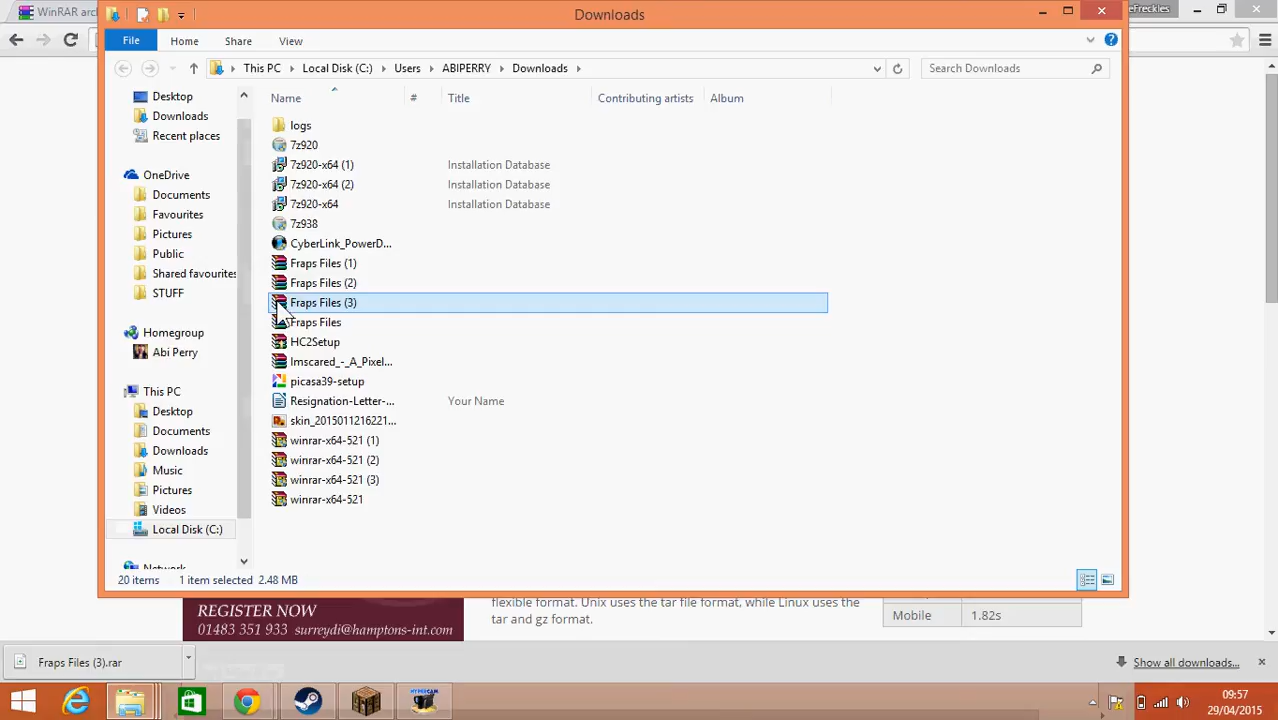 WinRAR arc
Downloads
eFreckles
File Home Share View
This PC Local Disk (C:) Users ABIPERRY Downloads
Search Downloads
Name # Title Contributing artists Album
Desktop
Downloads
Recent places
OneDrive
Documents
Favourites
Pictures
Public
Shared favourites
STUFF
Homegroup
Abi Perry
This PC
Desktop
Documents
Downloads
Music
Pictures
Videos
Local Disk (C:)
Network
logs
7z920
7z920-x64 (1) Installation Database
7z920-x64 (2) Installation Database
7z920-x64 Installation Database
7z938
CyberLink_PowerD...
Fraps Files (1)
Fraps Files (2)
Fraps Files (3)
Fraps Files
HC2Setup
Imscared_-_A_Pixel...
picasa39-setup
Resignation-Letter-... Your Name
skin_2015011216221...
winrar-x64-521 (1)
winrar-x64-521 (2)
winrar-x64-521 (3)
winrar-x64-521
20 items 1 item selected 2.48 MB
REGISTER NOW
01483 351 933 surreydi@hamptons-int.com
flexible format. Unix uses the tar file format, while Linux uses the
tar and gz format.
Mobile 1.82s
Fraps Files (3).rar
Show all downloads...
HYPERCAM
09:57
29/04/2015